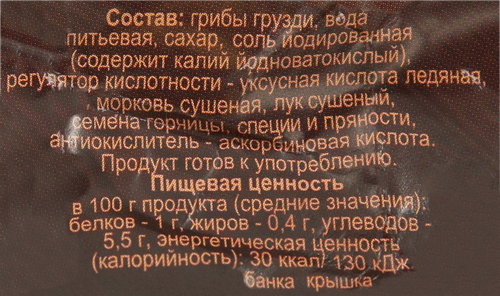 Состав: грибы грузди, вода
питьевая, сахар, соль йодированная
(содержит калий йодноватокислый),
регулятор кислотности - уксусная кислота ледяная,
морковь сушеная, лук сушеный,
семена горчицы, специи и пряности,
антиокислитель - аскорбиновая кислота.
Продукт готов к употреблению.
Пищевая ценность
в 100 г продукта (средние значения):
белков - 1 г, жиров - 0,4 г, углеводов -
5,5 г, энергетическая ценность
(калорийность): 30 ккал/ 130 кДж
банка крышка